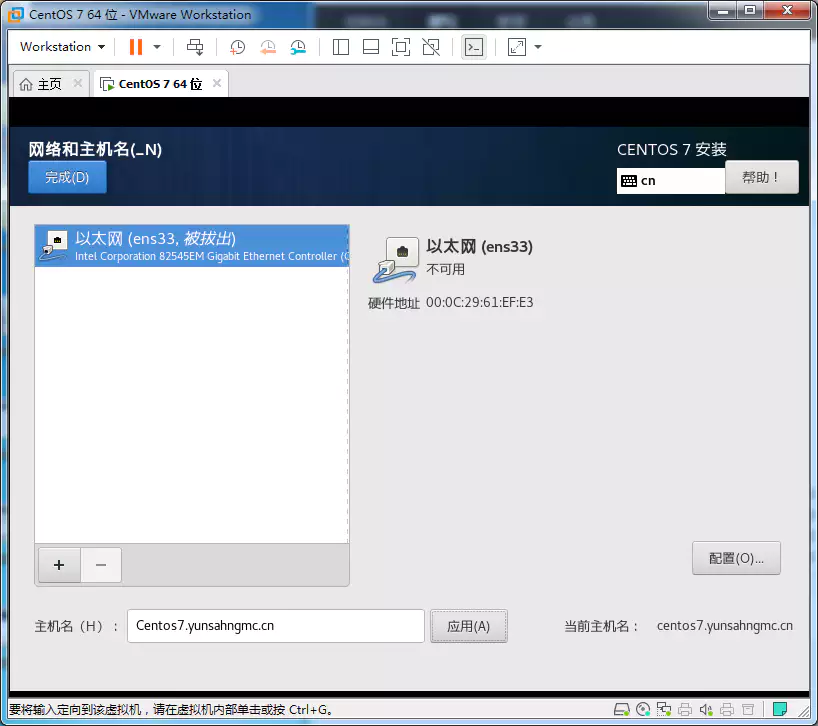 CentOS 7 64 位 - VMware Workstation
Workstation
主页
CentOS 7 64 位
网络和主机名(_N)
CENTOS 7 安装
完成(D)
cn
帮助！
以太网 (ens33, 被拔出)
Intel Corporation 82545EM Gigabit Ethernet Controller (C
以太网 (ens33)
不可用
硬件地址 00:0C:29:61:EF:E3
+
−
配置(O)...
主机名（H）：
Centos7.yunsahngmc.cn
应用(A)
当前主机名：
centos7.yunsahngmc.cn
要将输入定向到该虚拟机，请在虚拟机内部单击或按 Ctrl+G。